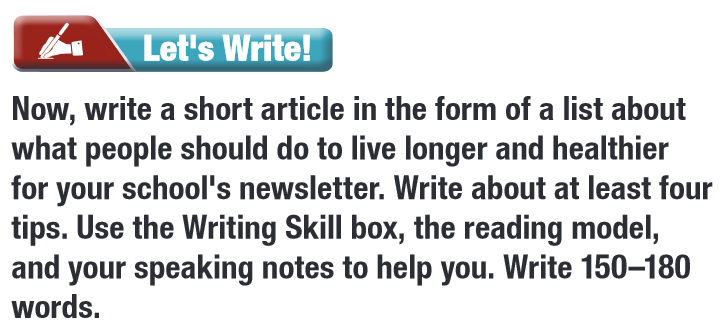 Let's Write!
Now, write a short article in the form of a list about
what people should do to live longer and healthier
for your school's newsletter. Write about at least four
tips. Use the Writing Skill box, the reading model,
and your speaking notes to help you. Write 150–180
words.